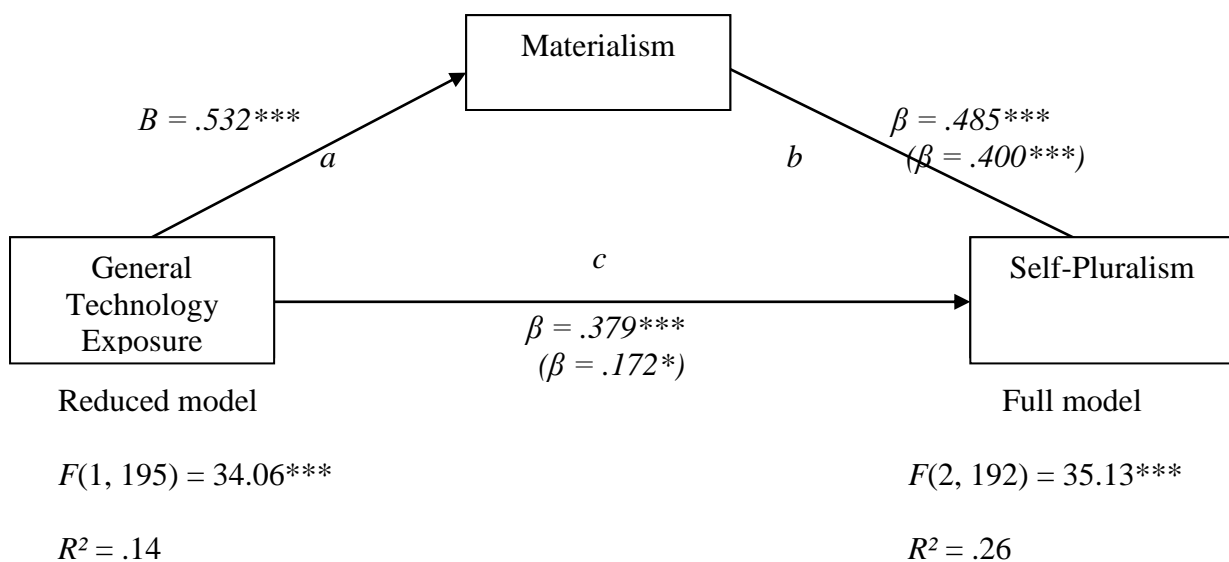 Materialism
B = .532***
a
b
β = .485***
(β = .400***)
General
Technology
Exposure
c
Self-Pluralism
β = .379***
(β = .172*)
Reduced model
Full model
F(1, 195) = 34.06***
F(2, 192) = 35.13***
R² = .14
R² = .26